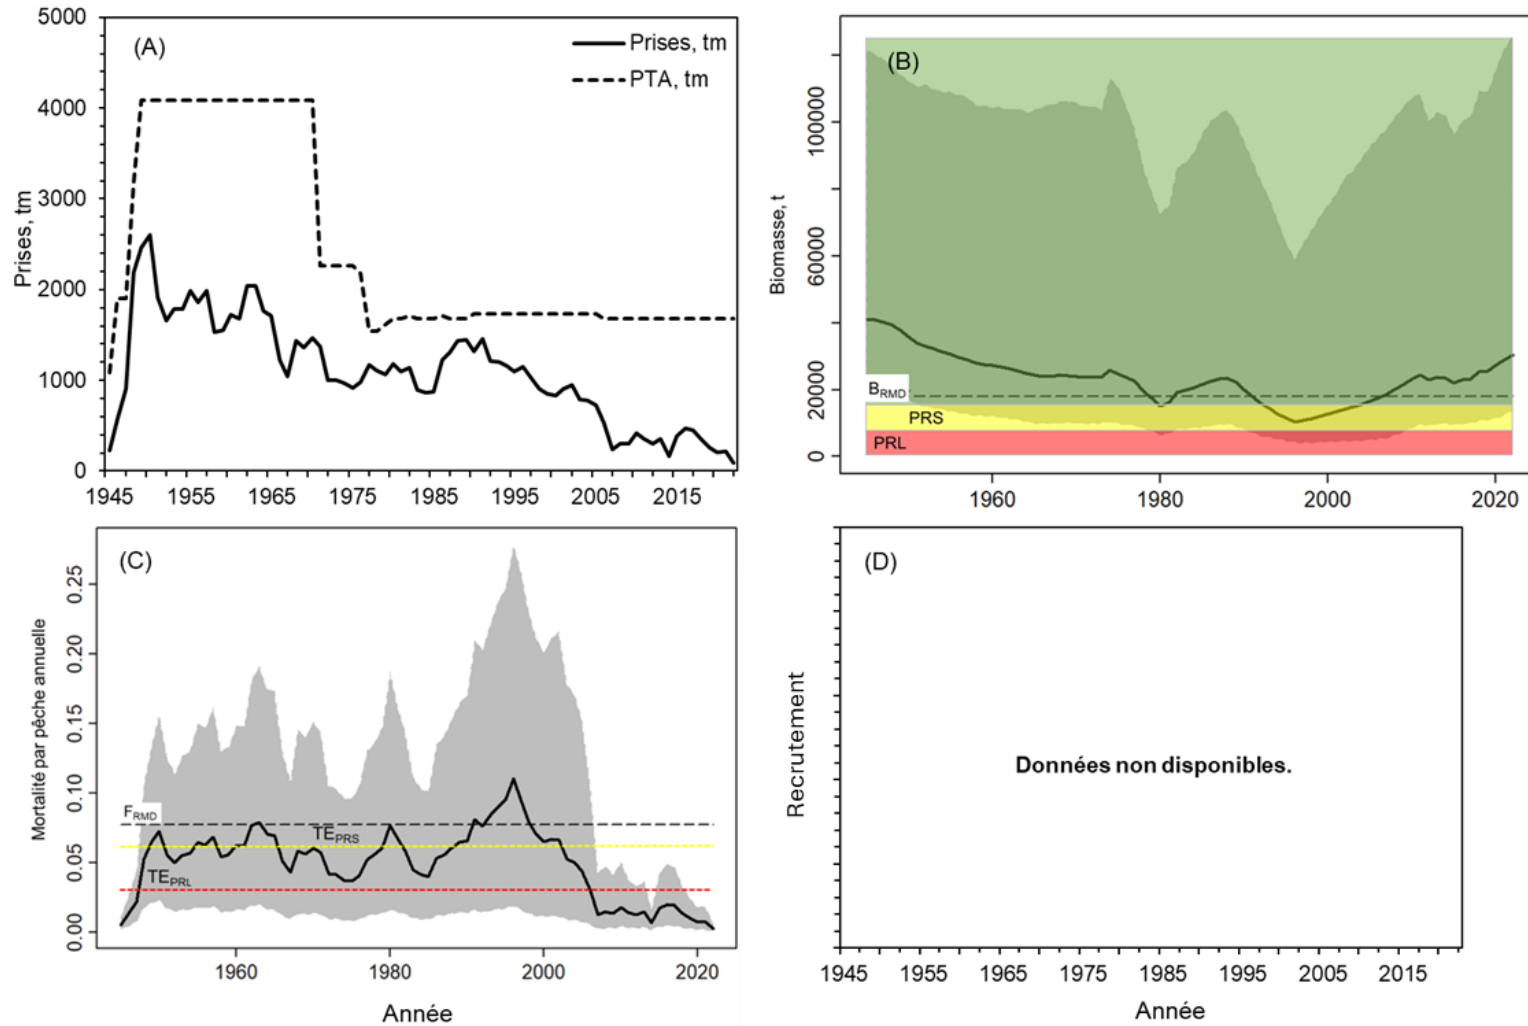 (A)
Prises, tm
PTA, tm
Prises, tm
5000
4000
3000
2000
1000
0
1945 1955 1965 1977 1985 1995 2005 2015
(B)
Biomasse, t
100000
60000
20000
0
BRMD
PRS
PRL
1960 1980 2000 2020
(C)
Mortalité par pêche annuelle
0.25
0.20
0.15
0.10
0.05
0.00
FRMD
TEPRS
TEPRL
1960 1980 2000 2020
Année
(D)
Recrutement
Données non disponibles.
1945 1955 1965 1975 1985 1995 2005 2015
Année